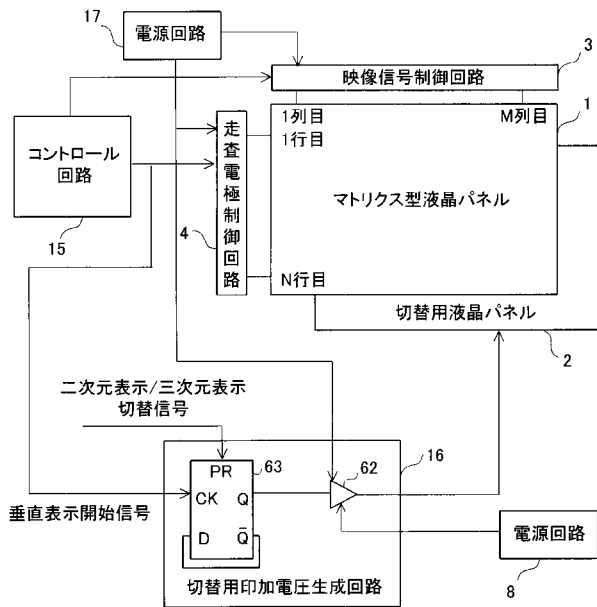 17
電源回路
3
映像信号制御回路
1
1列目
M列目
1行目
コントロール
回路
15
走査電極制御回路
4
マトリクス型液晶パネル
N行目
切替用液晶パネル
2
二次元表示/三次元表示
切替信号
16
PR
63
62
CK
Q
D
Q̅
垂直表示開始信号
電源回路
8
切替用印加電圧生成回路